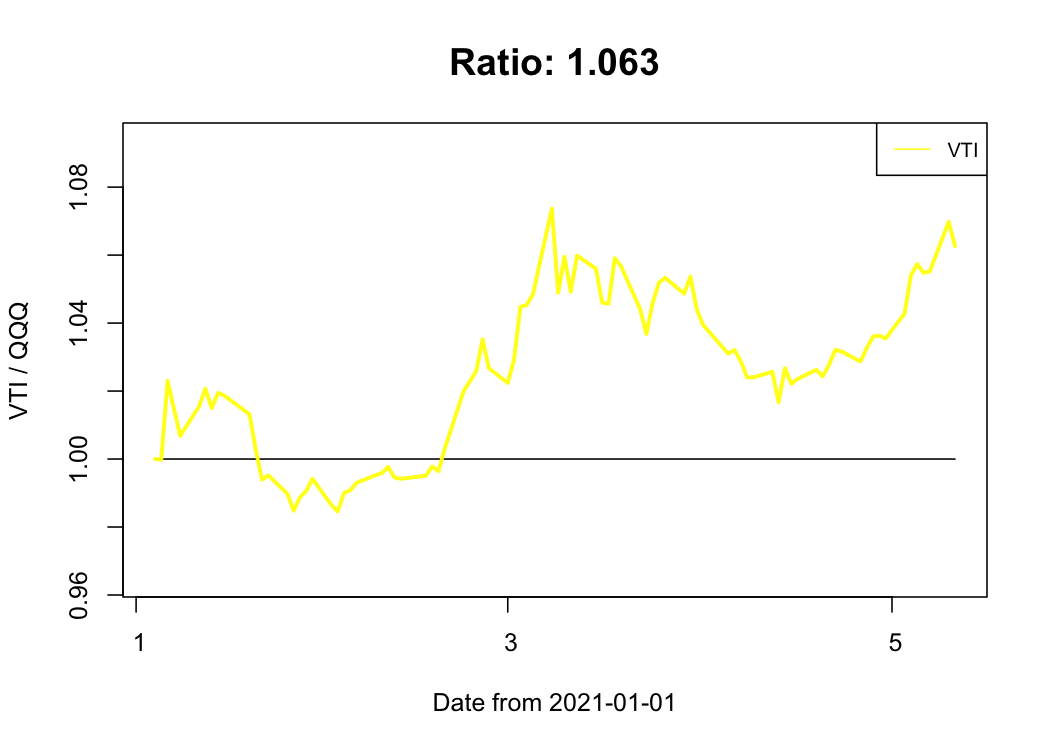 Ratio: 1.063
VTI
VTI / QQQ
1.08
1.04
1.00
0.96
1 3 5
Date from 2021-01-01